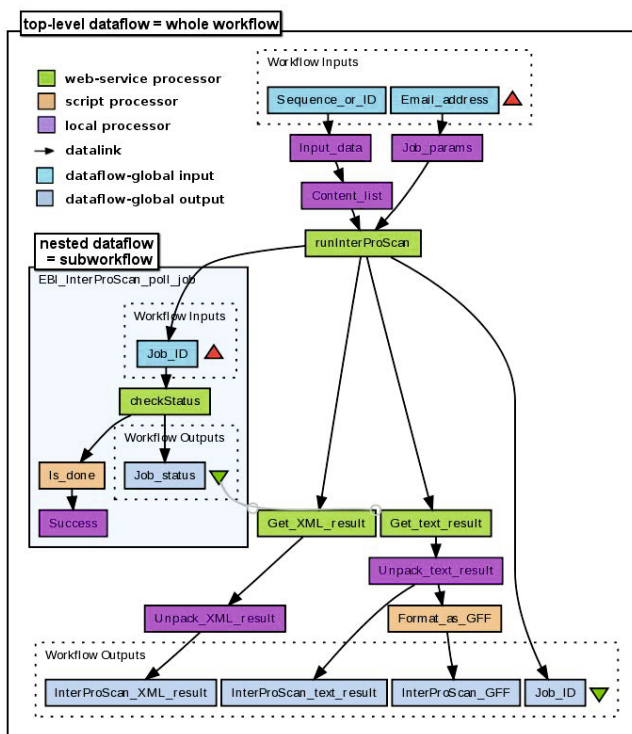 top-level dataflow = whole workflow
Workflow Inputs
web-service processor
script processor
local processor
datalink
dataflow-global input
dataflow-global output
Sequence_or_ID
Email_address
Input_data
Job_params
Content_list
runInterProScan
nested dataflow
= subworkflow
EBI_InterProScan_poll_job
Workflow Inputs
Job_ID
checkStatus
Workflow Outputs
Is_done
Job_status
Success
Get_XML_result
Get_text_result
Unpack_text_result
Unpack_XML_result
Format_as_GFF
Workflow Outputs
InterProScan_XML_result
InterProScan_text_result
InterProScan_GFF
Job_ID